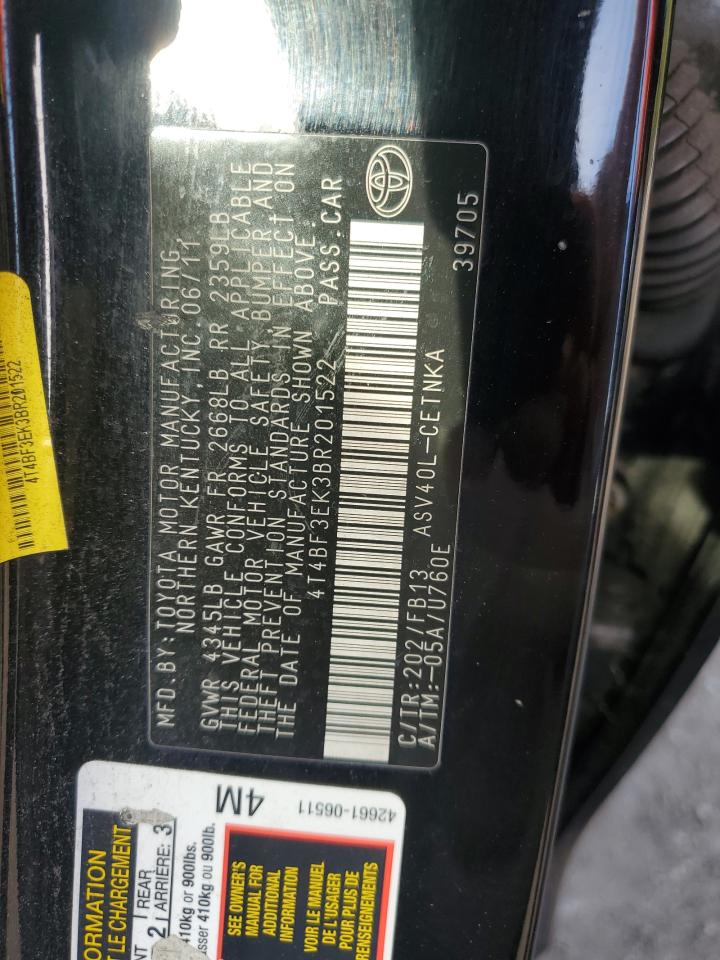 MFD.BY:TOYOTA MOTOR MANUFACTURING,
NORTHERN KENTUCKY, INC 06/11
GVWR 4345LB GAWR FR 2668LB RR 2359LB
THIS VEHICLE CONFORMS TO ALL APPLICABLE
FEDERAL MOTOR VEHICLE SAFETY,BUMPER AND
THEFT PREVENTION STANDARDS IN EFFECT ON
THE DATE OF MANUFACTURE SHOWN ABOVE.
4T4BF3EK3BR201522 PASS.CAR
C/TR:202/FB13 ASV40L-CETNKA
A/TM:-05A/U760E 39705
4T4BF3EK3BR201522
4M
42661-06511
ORMATION
T LE CHARGEMENT
NT 2 REAR
ARRIÈRE: 3
410kg or 900lbs.
sser 410kg ou 900lb.
SEE OWNER'S
MANUAL FOR
ADDITIONAL
INFORMATION
VOIR LE MANUEL
DE L'USAGER
POUR PLUS DE
RENSEIGNEMENTS